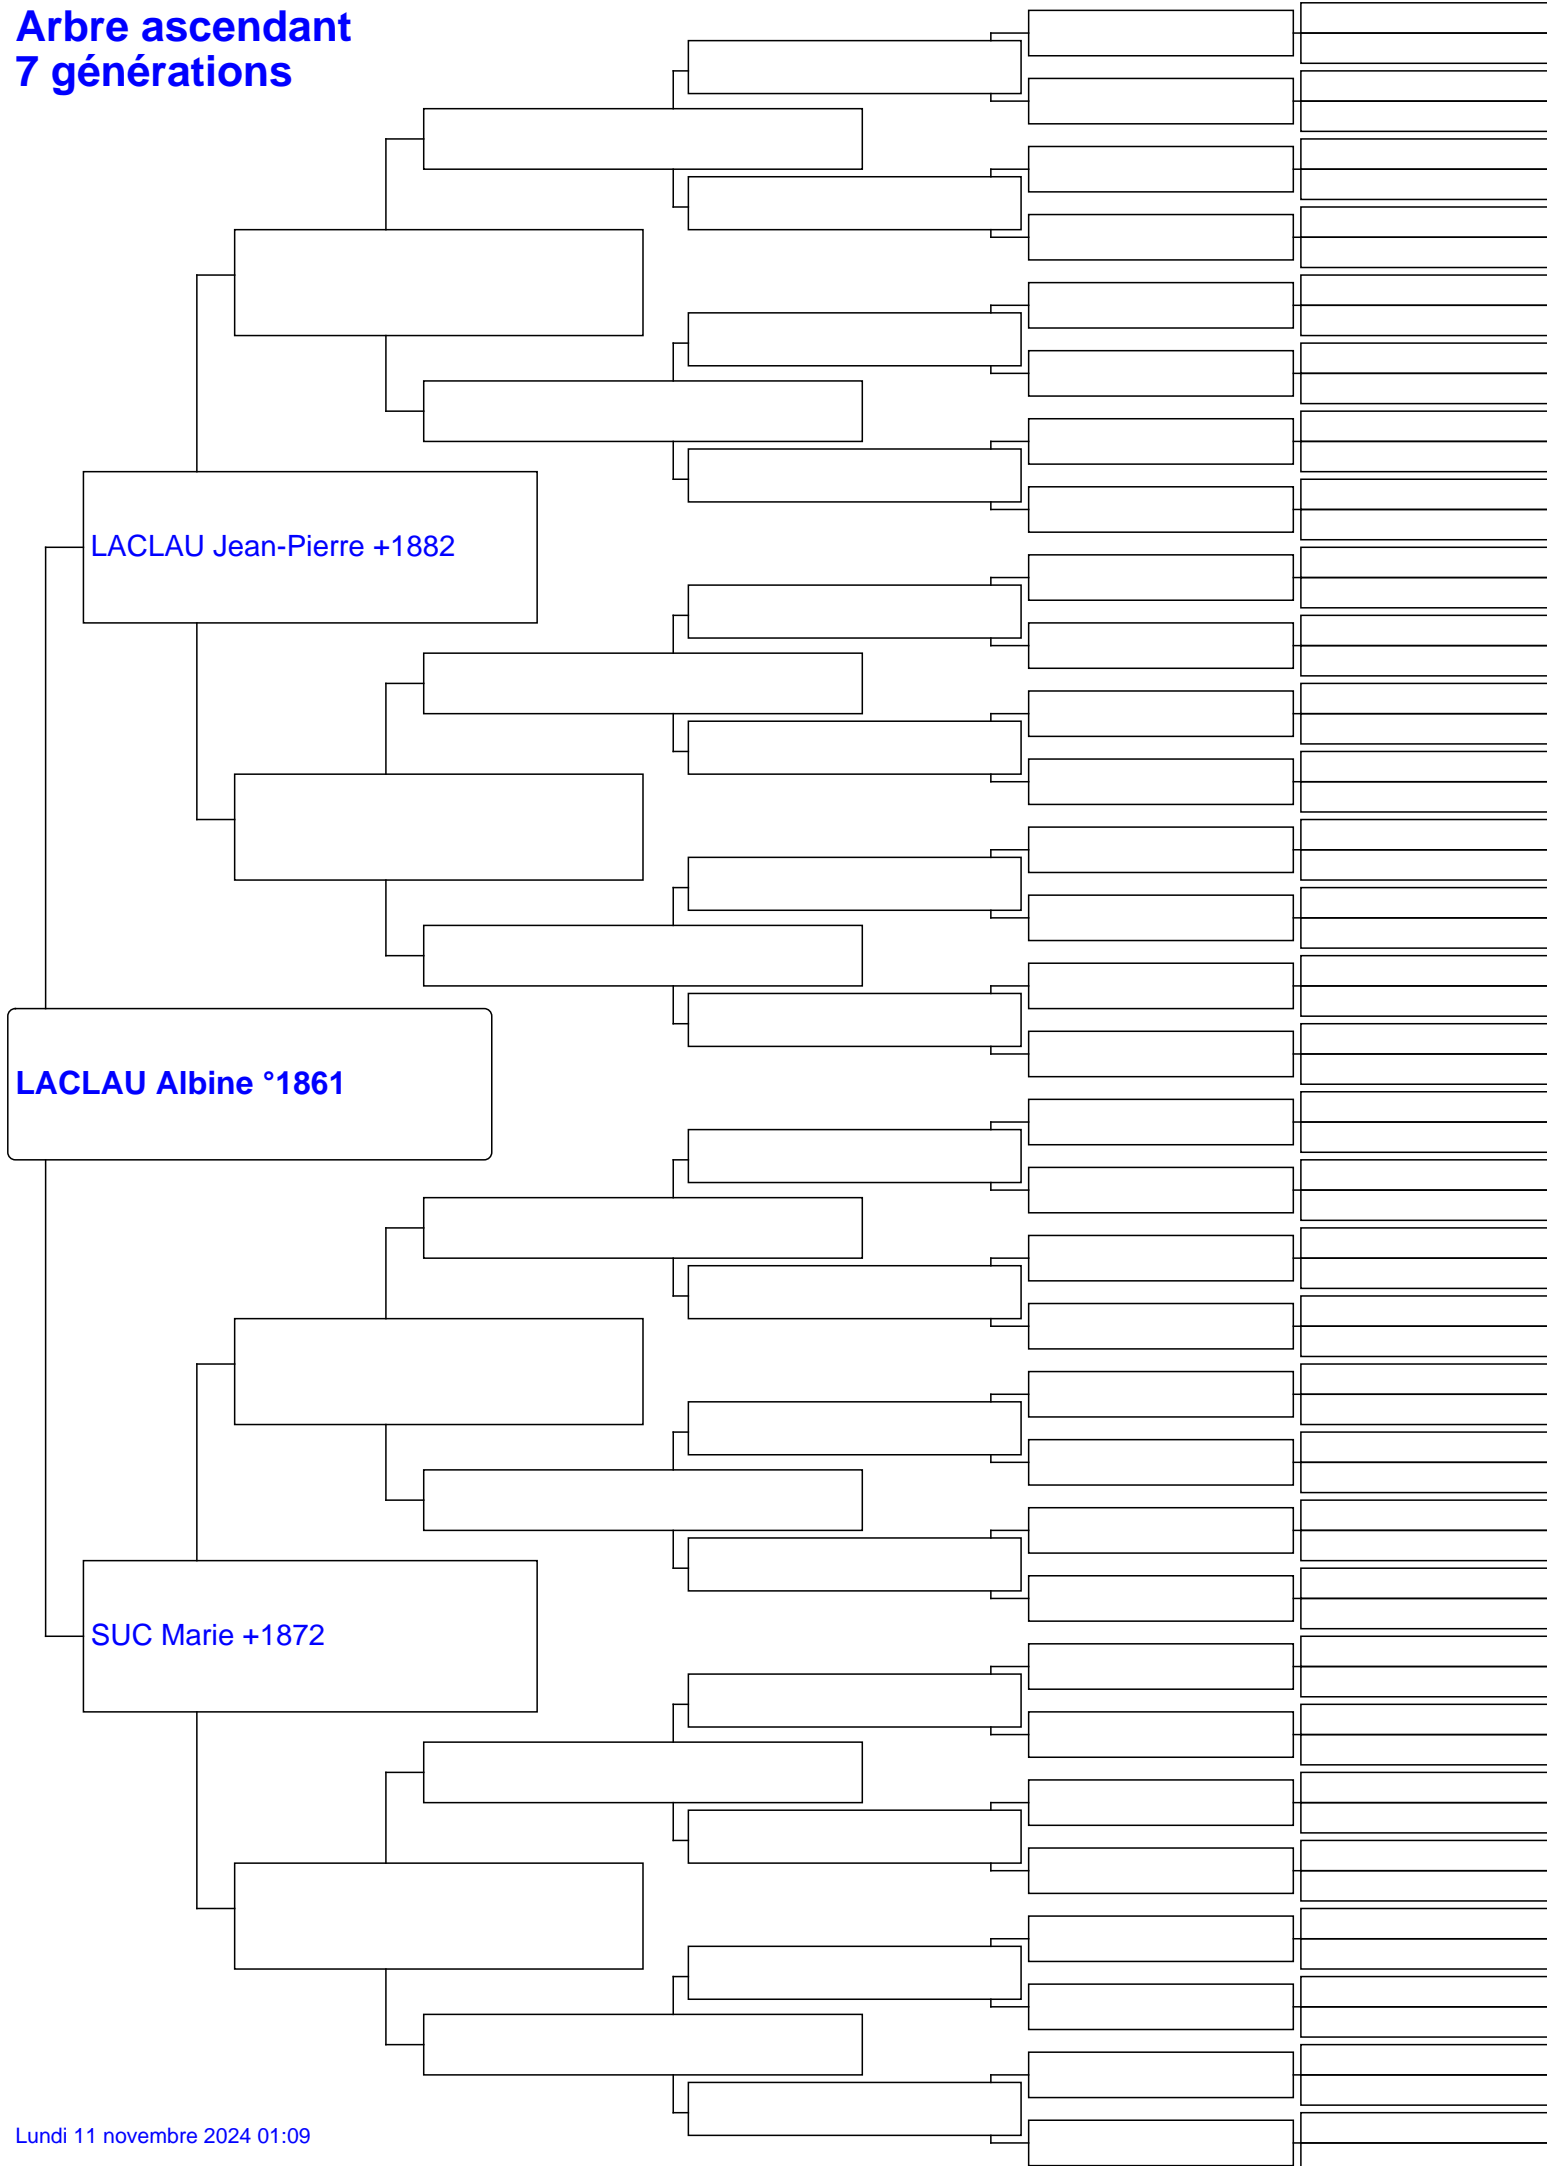 Arbre ascendant
7 générations
LACLAU Jean-Pierre +1882
LACLAU Albine °1861
SUC Marie +1872
Lundi 11 novembre 2024 01:09